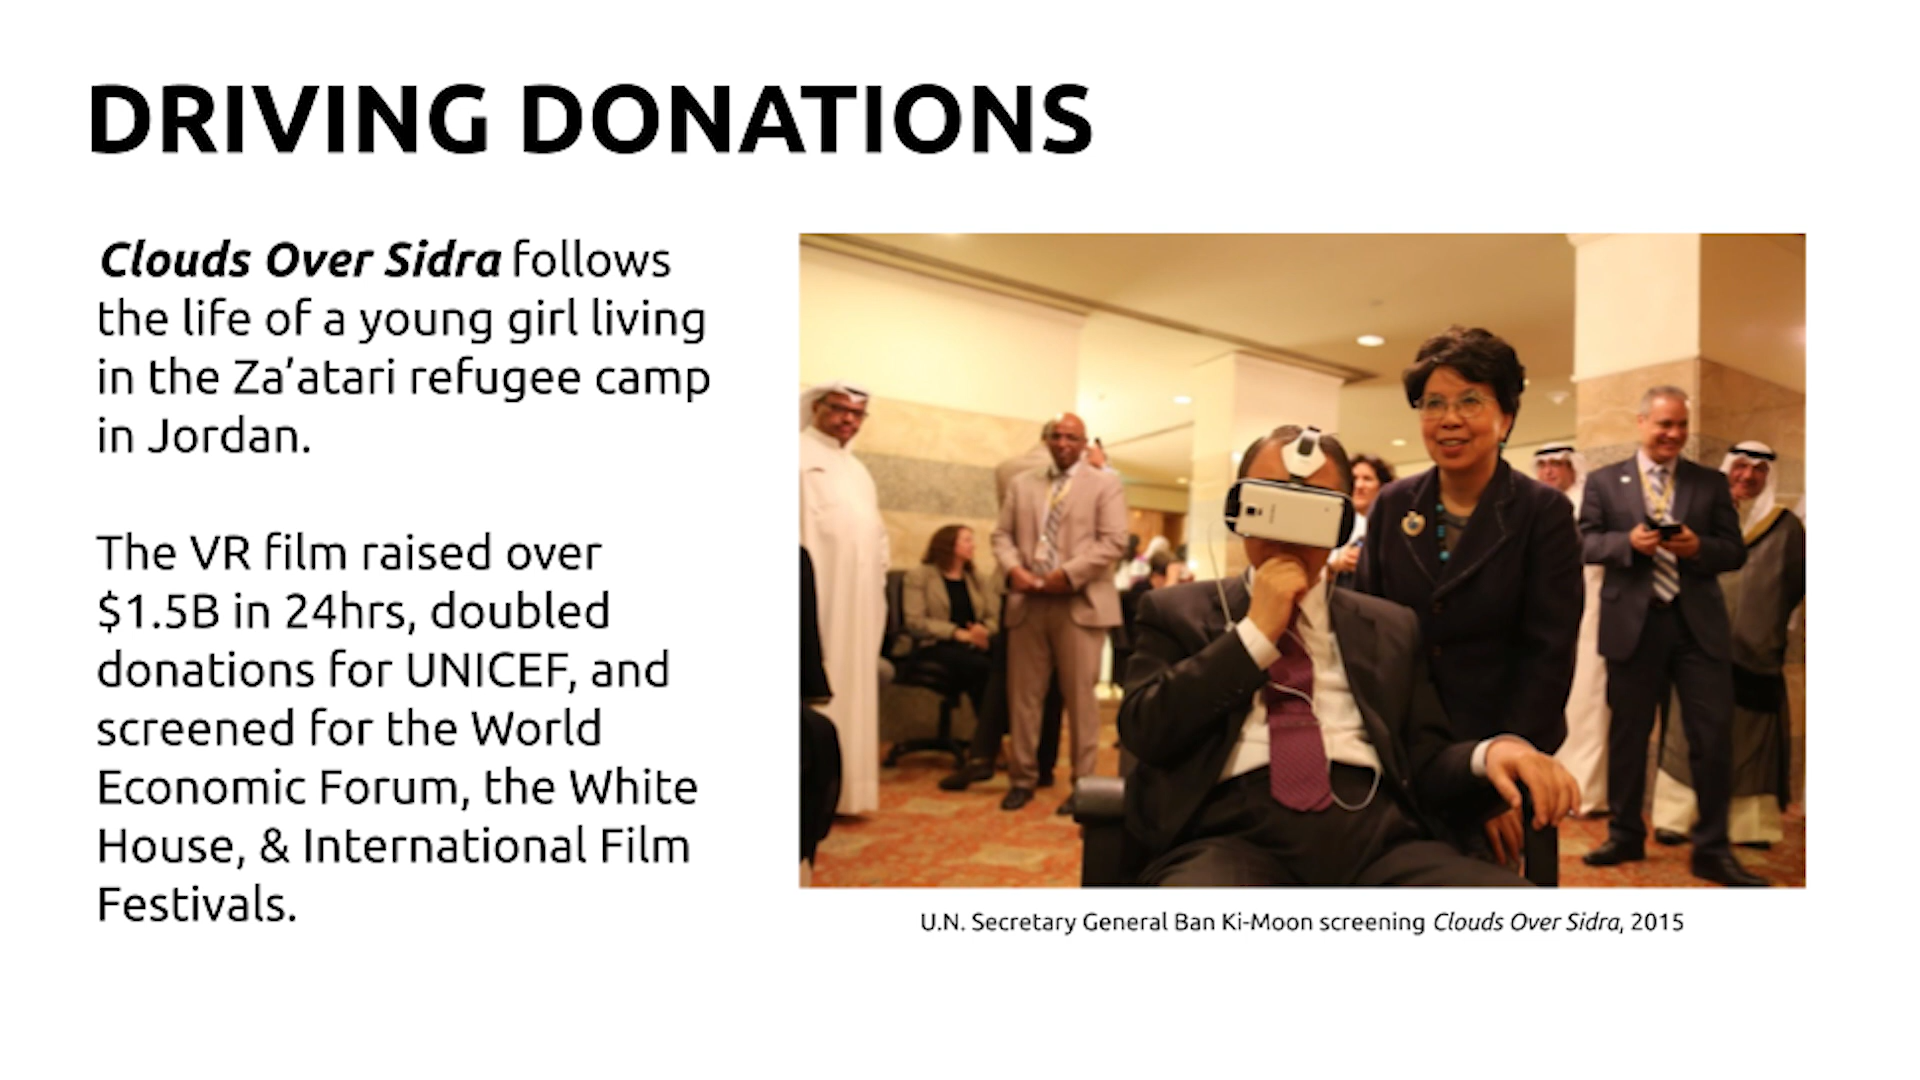 DRIVING DONATIONS
Clouds Over Sidra follows
the life of a young girl living
in the Za’atari refugee camp
in Jordan.
The VR film raised over
$1.5B in 24hrs, doubled
donations for UNICEF, and
screened for the World
Economic Forum, the White
House, & International Film
Festivals.
U.N. Secretary General Ban Ki-Moon screening Clouds Over Sidra, 2015